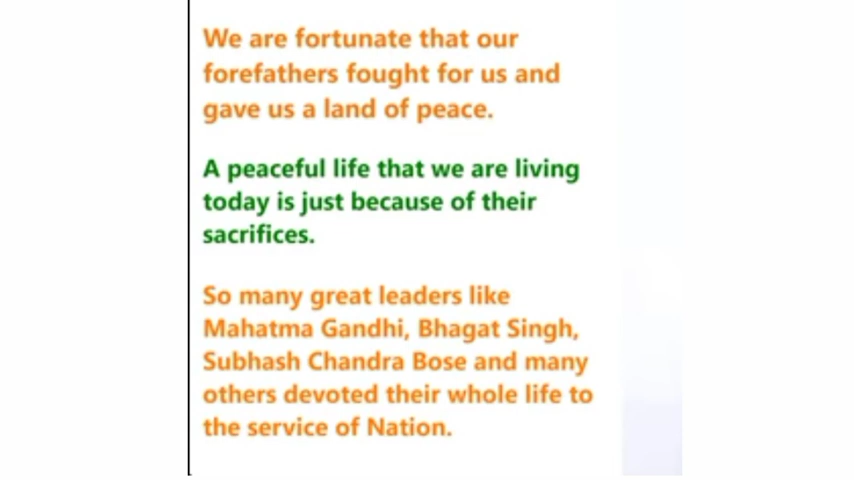 We are fortunate that our
forefathers fought for us and
gave us a land of peace.
A peaceful life that we are living
today is just because of their
sacrifices.
So many great leaders like
Mahatma Gandhi, Bhagat Singh,
Subhash Chandra Bose and many
others devoted their whole life to
the service of Nation.